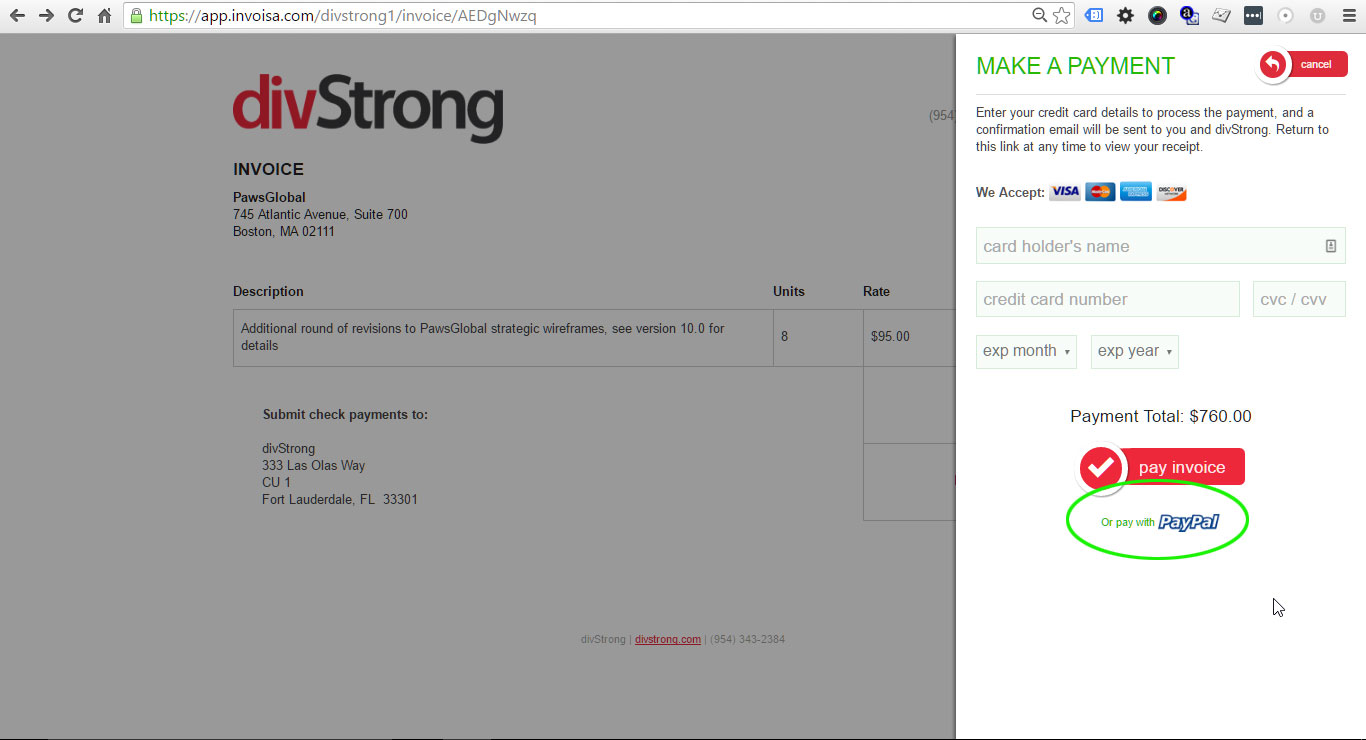 https://app.invoisa.com/divstrong1/invoice/AEDgNwzq
divStrong
(954)
INVOICE
PawsGlobal
745 Atlantic Avenue, Suite 700
Boston, MA 02111
Description Units Rate
Additional round of revisions to PawsGlobal strategic wireframes, see version 10.0 for
details
8
$95.00
Submit check payments to:
divStrong
333 Las Olas Way
CU 1
Fort Lauderdale, FL 33301
divStrong | divstrong.com | (954) 343-2384
MAKE A PAYMENT
cancel
Enter your credit card details to process the payment, and a
confirmation email will be sent to you and divStrong. Return to
this link at any time to view your receipt.
We Accept: VISA MasterCard AMERICAN EXPRESS DISCOVER
card holder's name
credit card number
cvc / cvv
exp month
exp year
Payment Total: $760.00
pay invoice
Or pay with PayPal